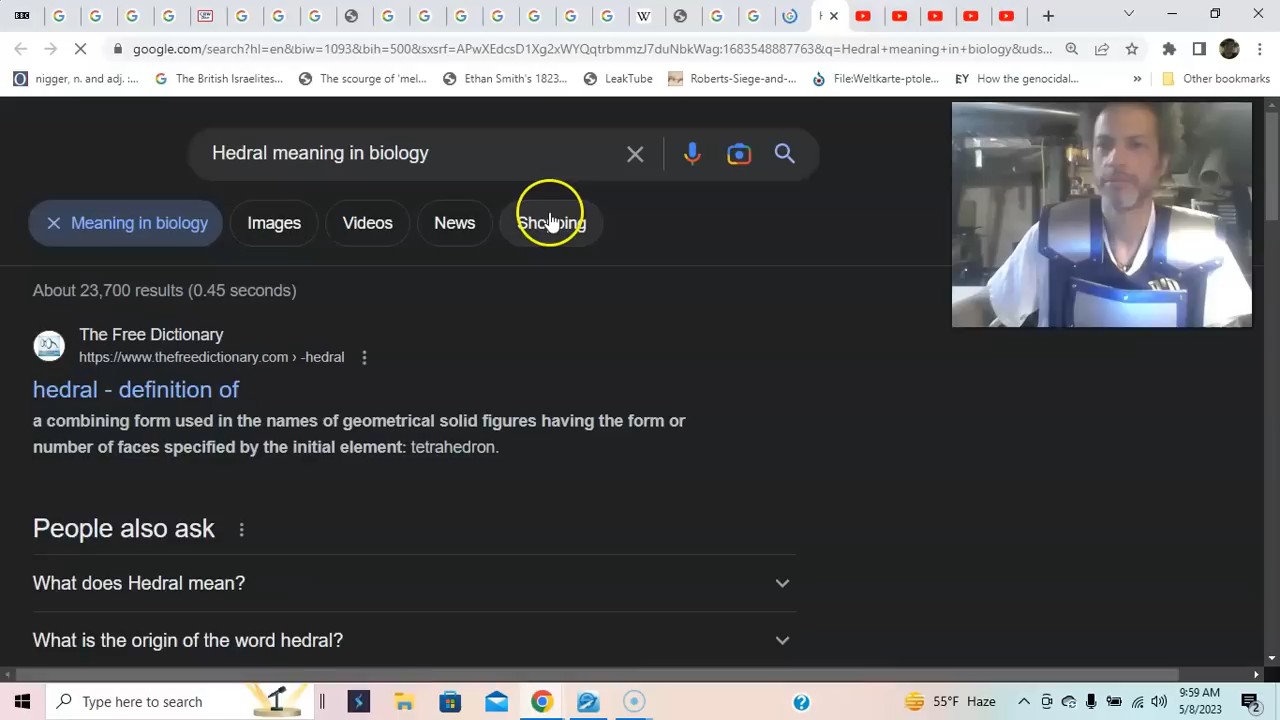 BBC
google.com/search?hl=en&biw=1093&bih=500&sxsrf=APwXEdcsD1Xg2xWYQqtrbmmzJ7duNbkWag:1683548887763&q=Hedral+meaning+in+biology&uds...
nigger, n. and adj. :...
The British Israelites...
The scourge of 'mel...
Ethan Smith's 1823...
LeakTube
Roberts-Siege-and-...
File:Weltkarte-ptole...
EY
How the genocidal...
»
Other bookmarks
Hedral meaning in biology
Meaning in biology
Images
Videos
News
Shopping
About 23,700 results (0.45 seconds)
The Free Dictionary
https://www.thefreedictionary.com › -hedral
hedral - definition of
a combining form used in the names of geometrical solid figures having the form or
number of faces specified by the initial element: tetrahedron.
People also ask
What does Hedral mean?
What is the origin of the word hedral?
Type here to search
55°F Haze
9:59 AM
5/8/2023
2